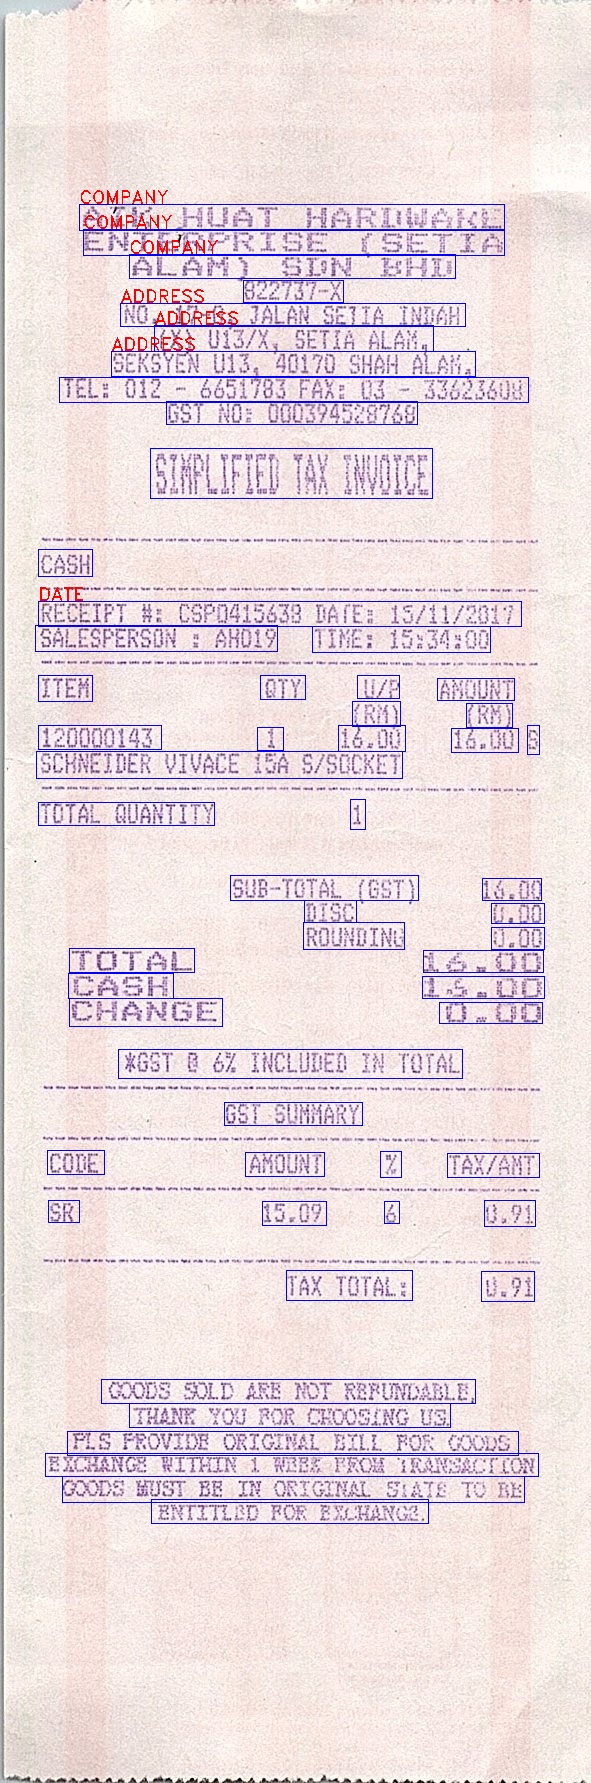 COMPANY
AIK HUAT HARDWARE
COMPANY
ENTERPRISE (SETIA
COMPANY
ALAM) SDN BHD
822737-X
ADDRESS
NO. JALAN SETIA INDAH
ADDRESS
(X) U13/X, SETIA ALAM,
ADDRESS
SEKSYEN U13, 40170 SHAH ALAM,
TEL: 012 - 6651783 FAX: 03 - 33623608
GST NO: 000394528768
SIMPLIFIED TAX INVOICE
CASH
DATE
RECEIPT #: CSP0415638 DATE: 15/11/2017
SALESPERSON : AH019 TIME: 15:34:00
ITEM QTY U/P AMOUNT
(RM) (RM)
120000143 1 16.00 16.00 S
SCHNEIDER VIVACE 15A S/SOCKET
TOTAL QUANTITY 1
SUB-TOTAL (GST) 16.00
DISC 0.00
ROUNDING 0.00
TOTAL 16.00
CASH 16.00
CHANGE 0.00
*GST @ 6% INCLUDED IN TOTAL
GST SUMMARY
CODE AMOUNT % TAX/AMT
SR 15.09 6 0.91
TAX TOTAL: 0.91
GOODS SOLD ARE NOT REFUNDABLE,
THANK YOU FOR CHOOSING US.
PLS PROVIDE ORIGINAL BILL FOR GOODS
EXCHANGE WITHIN 1 WEEK FROM TRANSACTION
GOODS MUST BE IN ORIGINAL STATE TO BE
ENTITLED FOR EXCHANGE.